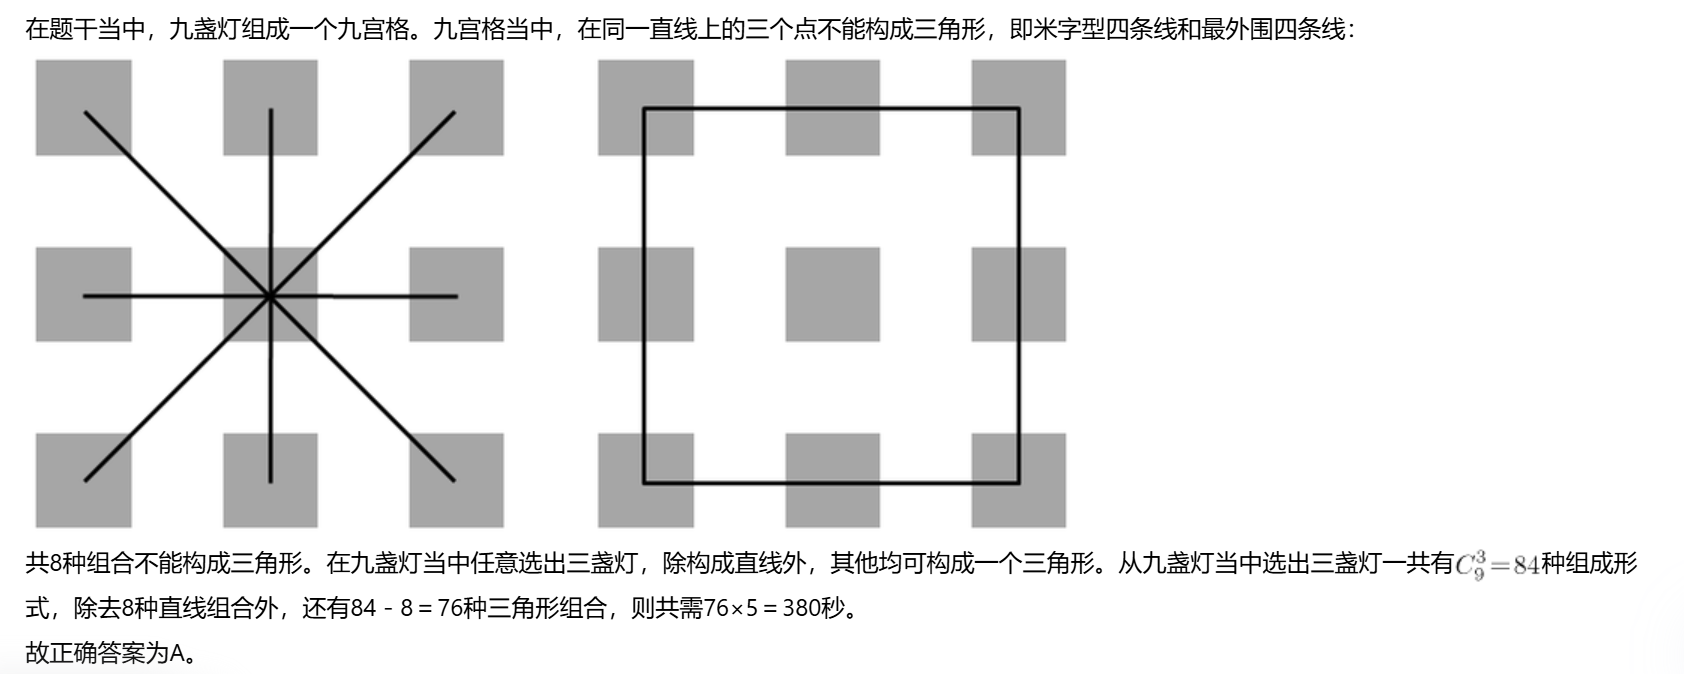 在题干当中，九盏灯组成一个九宫格。九宫格当中，在同一直线上的三个点不能构成三角形，即米字型四条线和最外围四条线：
共8种组合不能构成三角形。在九盏灯当中任意选出三盏灯，除构成直线外，其他均可构成一个三角形。从九盏灯当中选出三盏灯一共有$C_9^3=84$种组成形
式，除去8种直线组合外，还有84－8＝76种三角形组合，则共需76×5＝380秒。
故正确答案为A。